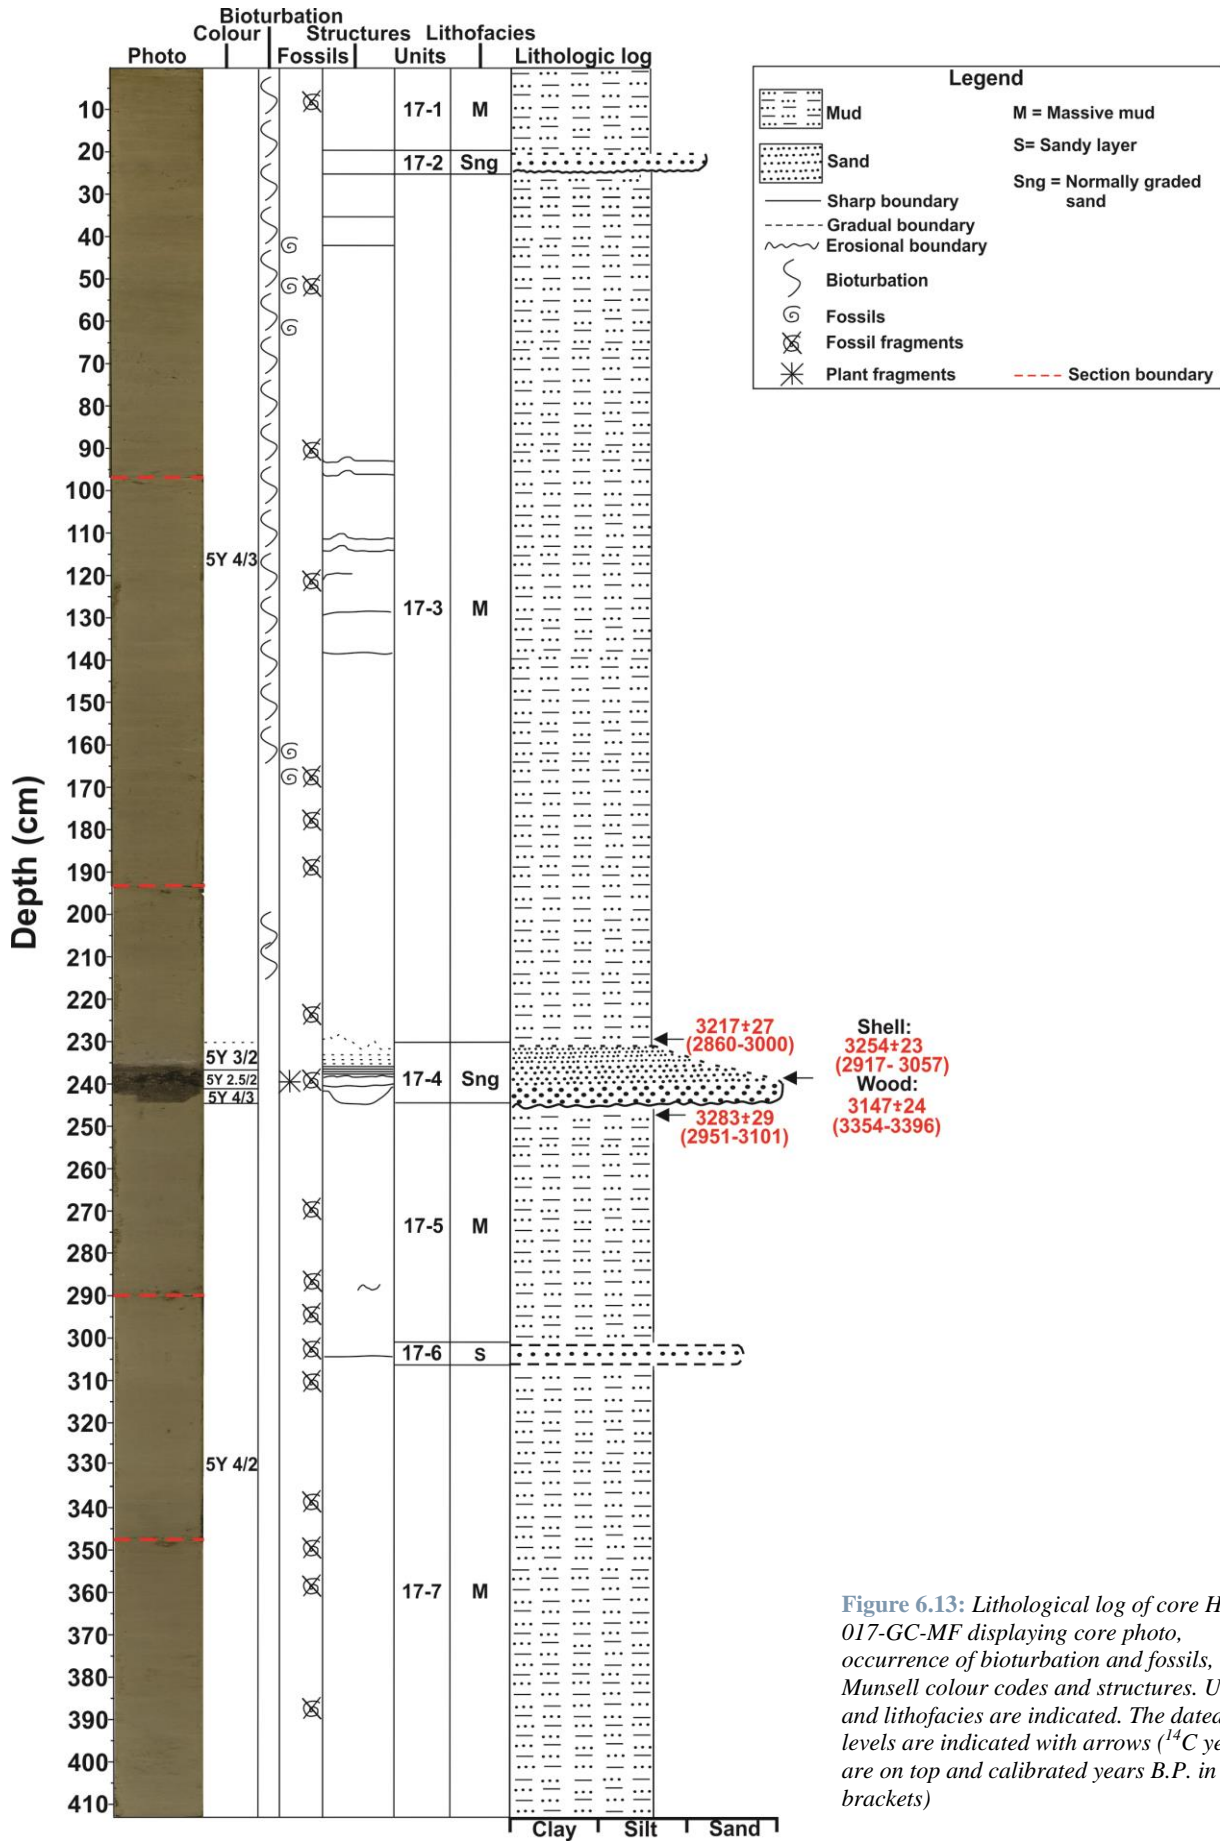 Bioturbation
Colour Structures Lithofacies
Photo Fossils Units Lithologic log
Depth (cm)
10
20
30
40
50
60
70
80
90
100
110
120
130
140
150
160
170
180
190
200
210
220
230
240
250
260
270
280
290
300
310
320
330
340
350
360
370
380
390
400
410
5Y 4/3
5Y 3/2
5Y 2.5/2
5Y 4/3
5Y 4/2
17-1 M
17-2 Sng
17-3 M
17-4 Sng
17-5 M
17-6 S
17-7 M
3217±27
(2860-3000)
3283±29
(2951-3101)
Shell:
3254±23
(2917- 3057)
Wood:
3147±24
(3354-3396)
Clay Silt Sand
Legend
Mud
Sand
Sharp boundary
Gradual boundary
Erosional boundary
Bioturbation
Fossils
Fossil fragments
Plant fragments
M = Massive mud
S= Sandy layer
Sng = Normally graded
sand
Section boundary
Figure 6.13: Lithological log of core H
017-GC-MF displaying core photo,
occurrence of bioturbation and fossils,
Munsell colour codes and structures. U
and lithofacies are indicated. The dated
levels are indicated with arrows (14C ye
are on top and calibrated years B.P. in
brackets)